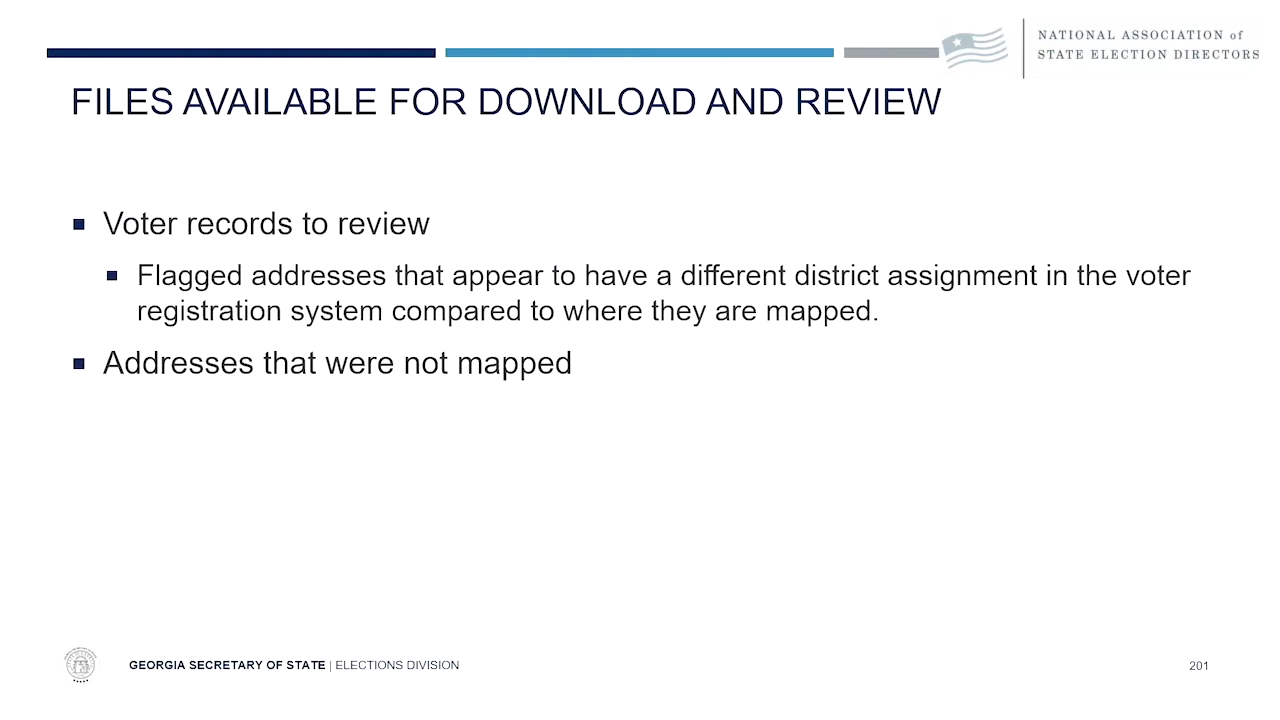 NATIONAL ASSOCIATION of
STATE ELECTION DIRECTORS
FILES AVAILABLE FOR DOWNLOAD AND REVIEW
Voter records to review
Flagged addresses that appear to have a different district assignment in the voter
registration system compared to where they are mapped.
Addresses that were not mapped
GEORGIA SECRETARY OF STATE | ELECTIONS DIVISION
201